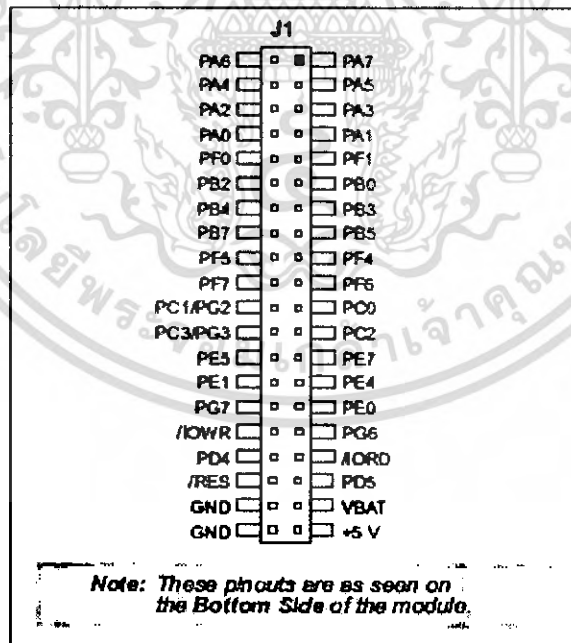 J1
PA6 PA7
PA4 PA5
PA2 PA3
PA0 PA1
PF0 PF1
PB2 PB0
PB4 PB3
PB7 PB5
PF5 PF4
PF7 PF6
PC1/PG2 PC0
PC3/PG3 PC2
PE5 PE7
PE1 PE4
PG7 PE0
/IOWR PG6
PD4 /IORD
/RES PD5
GND VBAT
GND +5 V
Note: These pinouts are as seen on
the Bottom Side of the module.